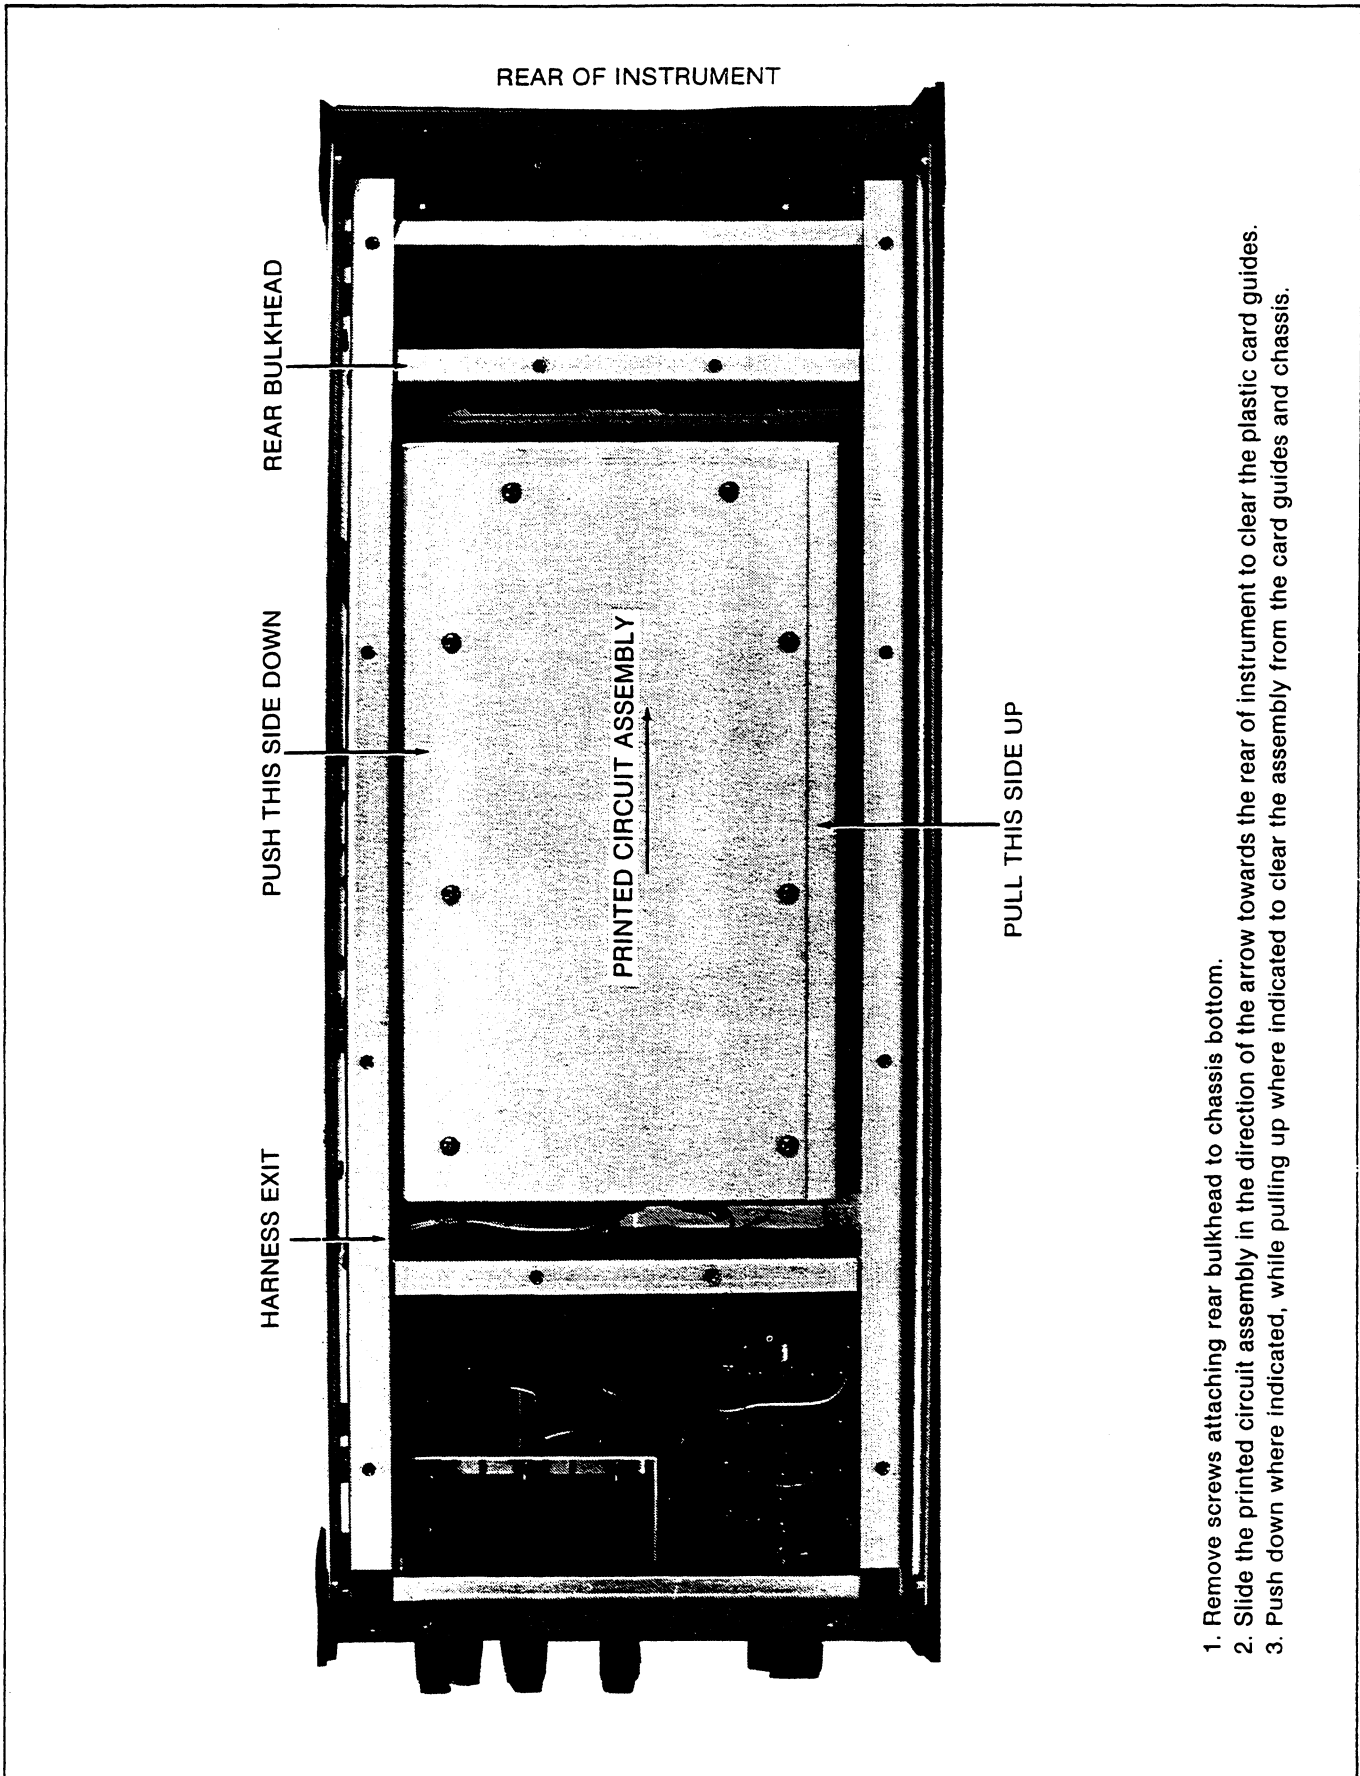 REAR OF INSTRUMENT
REAR BULKHEAD
PUSH THIS SIDE DOWN
PRINTED CIRCUIT ASSEMBLY
PULL THIS SIDE UP
HARNESS EXIT
1. Remove screws attaching rear bulkhead to chassis bottom.
2. Slide the printed circuit assembly in the direction of the arrow towards the rear of instrument to clear the plastic card guides.
3. Push down where indicated, while pulling up where indicated to clear the assembly from the card guides and chassis.